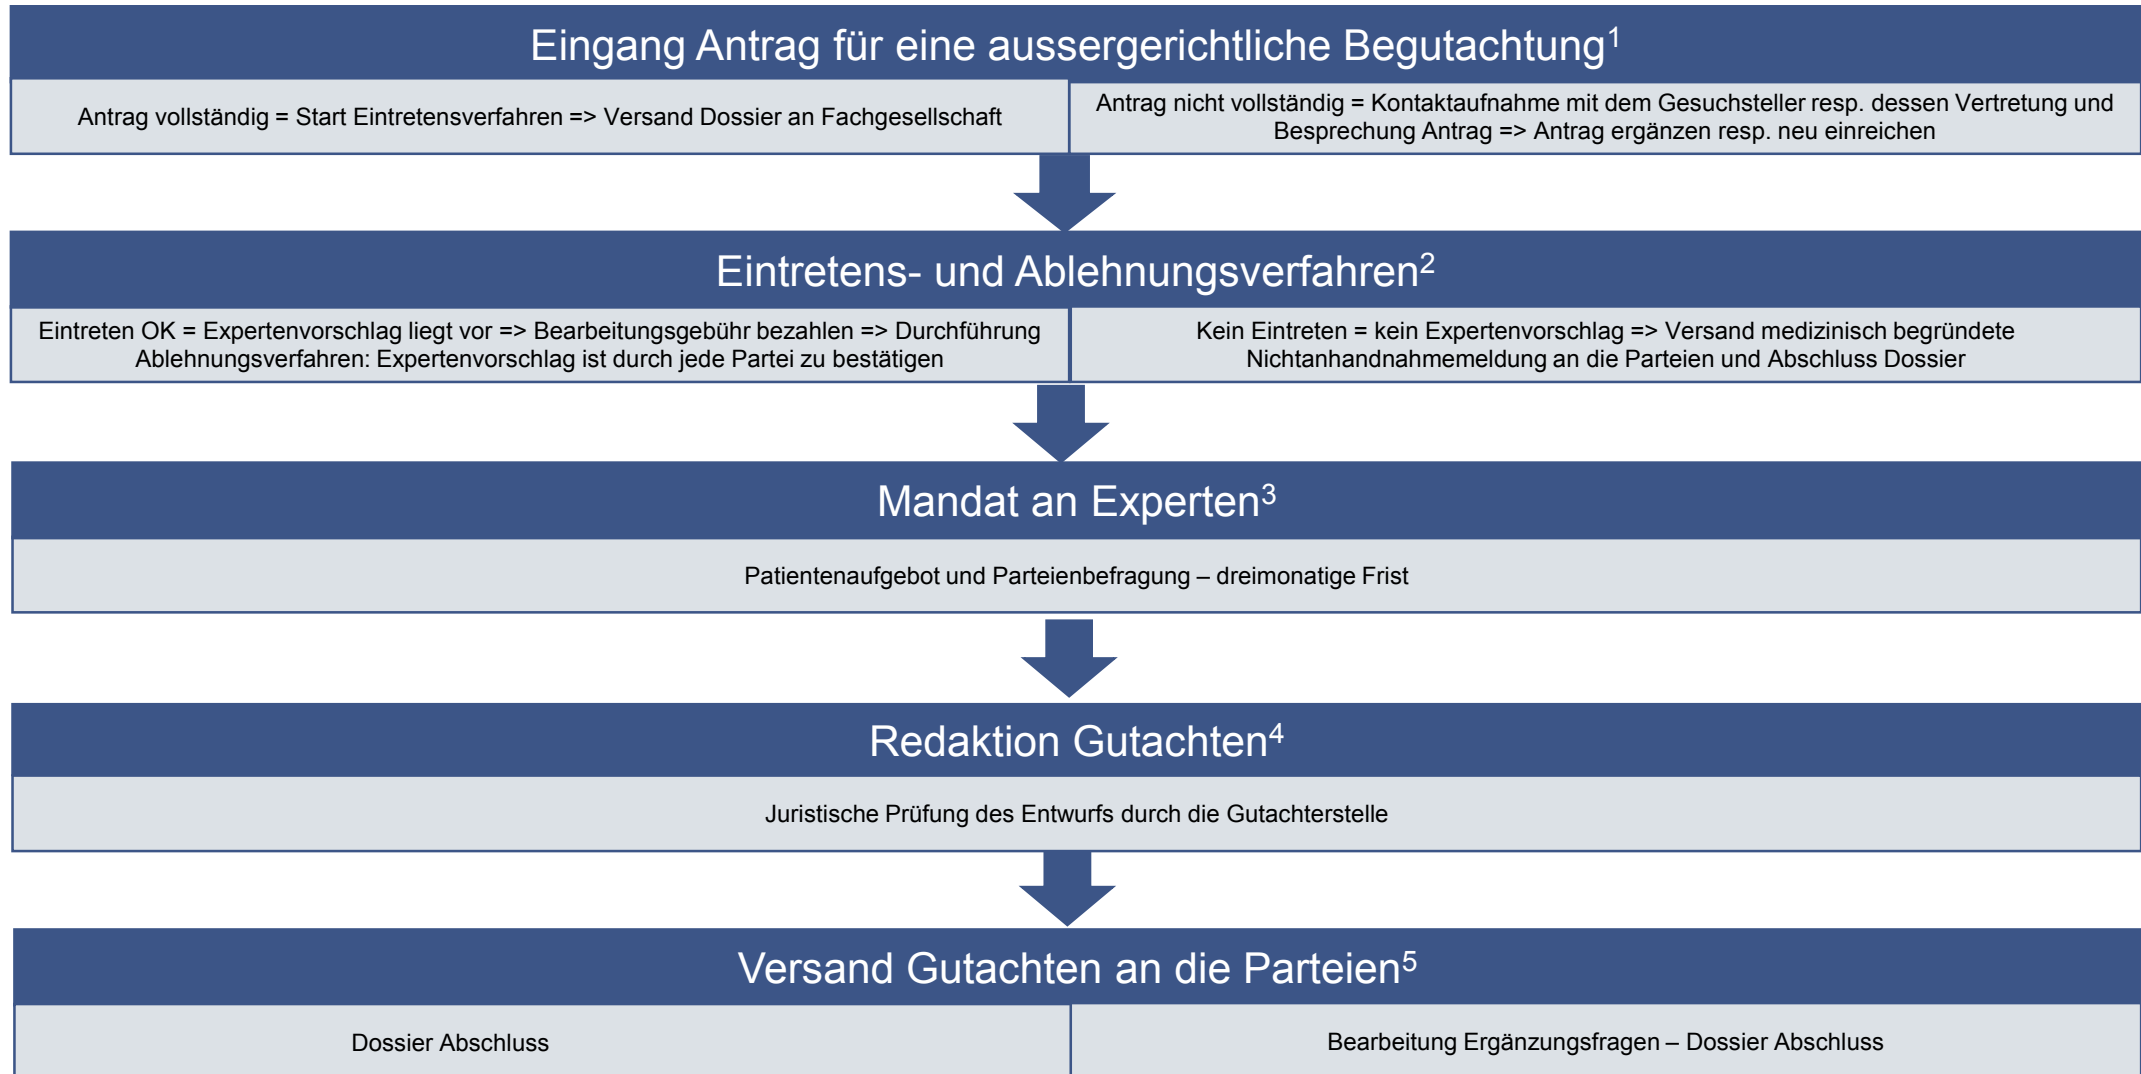 Eingang Antrag für eine aussergerichtliche Begutachtung1
Antrag vollständig = Start Eintretensverfahren => Versand Dossier an Fachgesellschaft
Antrag nicht vollständig = Kontaktaufnahme mit dem Gesuchsteller resp. dessen Vertretung und
Besprechung Antrag => Antrag ergänzen resp. neu einreichen
Eintretens- und Ablehnungsverfahren2
Eintreten OK = Expertenvorschlag liegt vor => Bearbeitungsgebühr bezahlen => Durchführung
Ablehnungsverfahren: Expertenvorschlag ist durch jede Partei zu bestätigen
Kein Eintreten = kein Expertenvorschlag => Versand medizinisch begründete
Nichtanhandnahmemeldung an die Parteien und Abschluss Dossier
Mandat an Experten3
Patientenaufgebot und Parteienbefragung – dreimonatige Frist
Redaktion Gutachten4
Juristische Prüfung des Entwurfs durch die Gutachterstelle
Versand Gutachten an die Parteien5
Dossier Abschluss
Bearbeitung Ergänzungsfragen – Dossier Abschluss